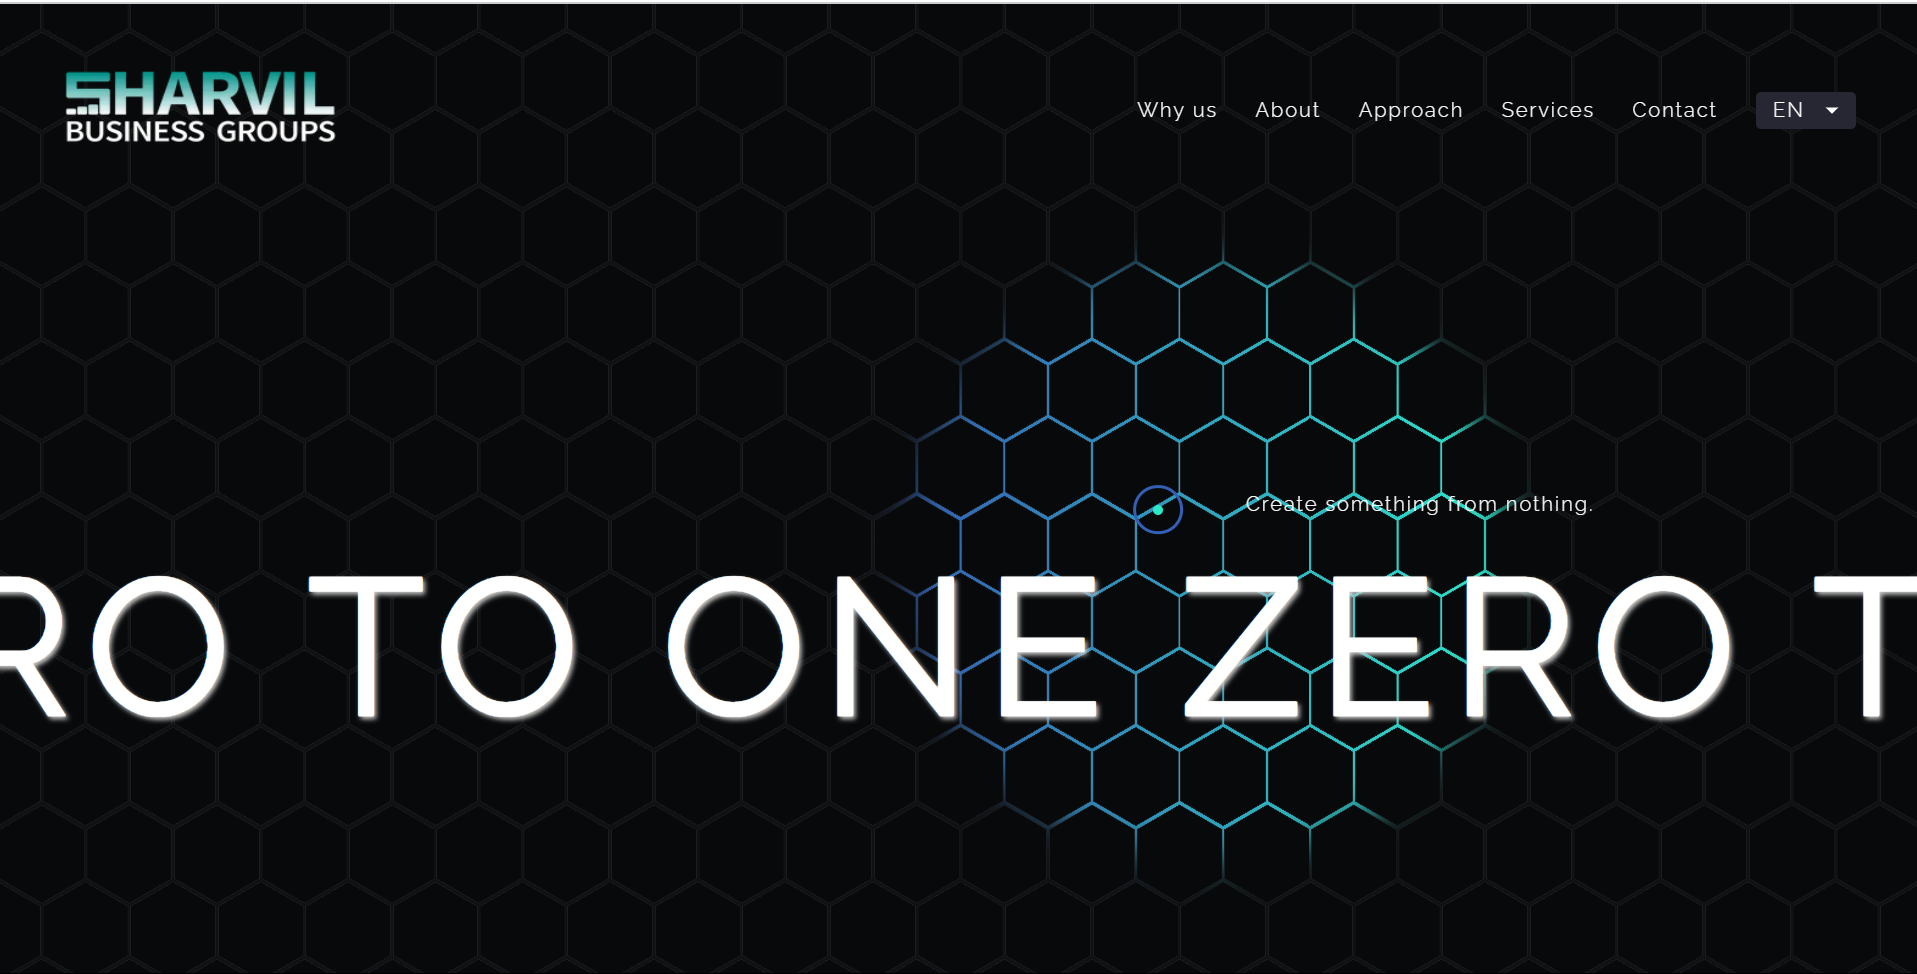 SHARVIL
BUSINESS GROUPS
Why us About Approach Services Contact EN
Create something from nothing.
RO TO ONE ZERO T